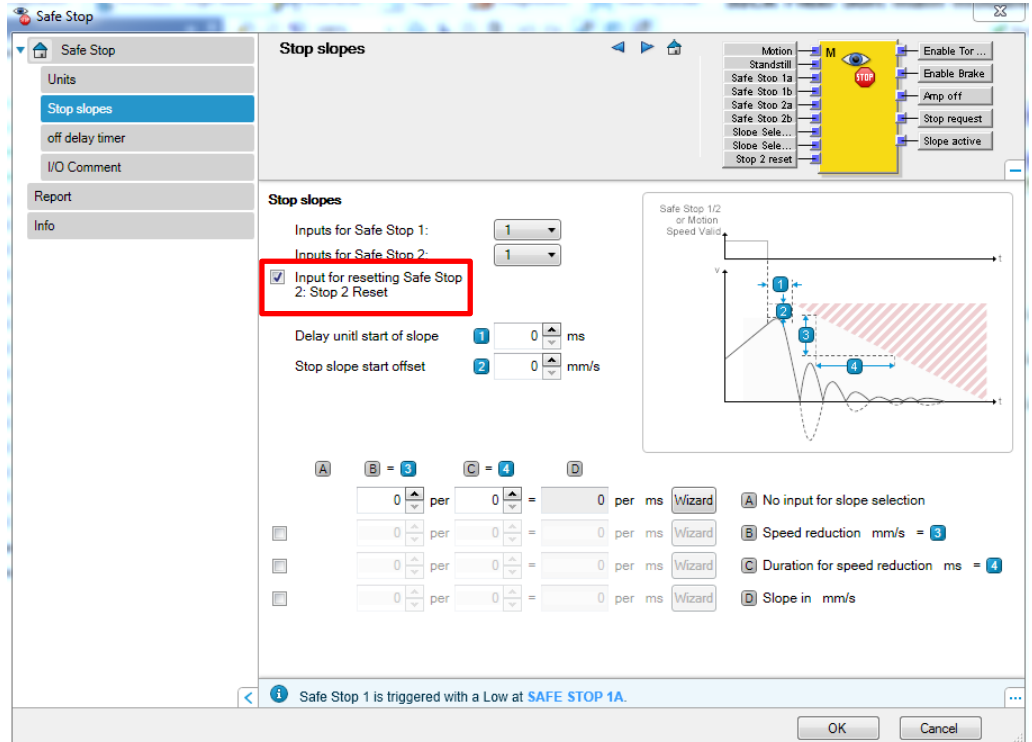 Safe Stop
Safe Stop
Units
Stop slopes
off delay timer
I/O Comment
Report
Info
Stop slopes
Motion
Standstill
Safe Stop 1a
Safe Stop 1b
Safe Stop 2a
Safe Stop 2b
Slope Sele...
Slope Sele...
Stop 2 reset
M
STOP
Enable Tor ...
Enable Brake
Amp off
Stop request
Slope active
Stop slopes
Inputs for Safe Stop 1: 1
Inputs for Safe Stop 2: 1
Input for resetting Safe Stop
2: Stop 2 Reset
Delay unitl start of slope 1 0 ms
Stop slope start offset 2 0 mm/s
Safe Stop 1/2
or Motion
Speed Valid
t
v
1
2
3
4
t
A B = 3 C = 4 D
0 per 0 = 0 per ms Wizard
0 per 0 = 0 per ms Wizard
0 per 0 = 0 per ms Wizard
0 per 0 = 0 per ms Wizard
A No input for slope selection
B Speed reduction mm/s = 3
C Duration for speed reduction ms = 4
D Slope in mm/s
Safe Stop 1 is triggered with a Low at SAFE STOP 1A.
OK Cancel